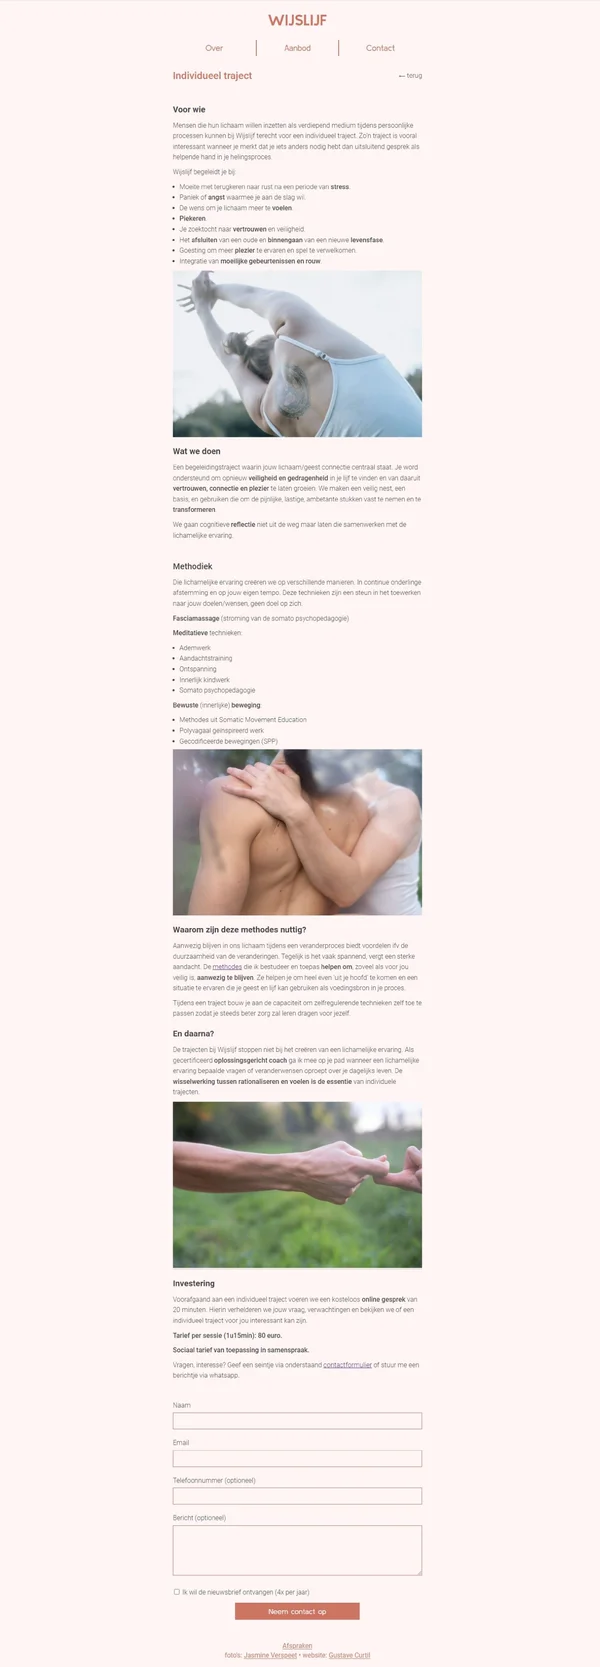 WIJSLIJF
Over
Aanbod
Contact
Individueel traject
← terug
Voor wie
Mensen die hun lichaam willen inzetten als verdiepend medium tijdens persoonlijke
processen kunnen bij Wijslijf terecht voor een individueel traject. Zo'n traject is vooral
interessant wanneer je merkt dat je iets anders nodig hebt dan uitsluitend gesprek als
helpende hand in je helingsproces.
Wijslijf begeleidt je bij:
• Moeite met terugkeren naar rust na een periode van stress.
• Paniek of angst waarmee je aan de slag wil.
• De wens om je lichaam meer te voelen.
• Piekeren.
• Je zoektocht naar vertrouwen en veiligheid.
• Het afsluiten van een oude en binnengaan van een nieuwe levensfase.
• Goesting om meer plezier te ervaren en spel te verwelkomen.
• Integratie van moeilijke gebeurtenissen en rouw.
Wat we doen
Een begeleidingstraject waarin jouw lichaam/geest connectie centraal staat. Je word
ondersteund om opnieuw veiligheid en gedragenheid in je lijf te vinden en van daaruit
vertrouwen, connectie en plezier te laten groeien. We maken een veilig nest, een
basis, en gebruiken die om de pijnlijke, lastige, ambetante stukken vast te nemen en te
transformeren.
We gaan cognitieve reflectie niet uit de weg maar laten die samenwerken met de
lichamelijke ervaring.
Methodiek
Die lichamelijke ervaring creëren we op verschillende manieren. In continue onderlinge
afstemming en op jouw eigen tempo. Deze technieken zijn een steun in het toewerken
naar jouw doelen/wensen, geen doel op zich.
Fasciamassage (stroming van de somato psychopedagogie)
Meditatieve technieken:
• Ademwerk
• Aandachtstraining
• Ontspanning
• Innerlijk kindwerk
• Somato psychopedagogie
Bewuste (innerlijke) beweging:
• Methodes uit Somatic Movement Education
• Polyvagaal geïnspireerd werk
• Gecodificeerde bewegingen (SPP)
Waarom zijn deze methodes nuttig?
Aanwezig blijven in ons lichaam tijdens een veranderproces biedt voordelen ifv de
duurzaamheid van de veranderingen. Tegelijk is het vaak spannend, vergt een sterke
aandacht. De methodes die ik bestudeer en toepas helpen om, zoveel als voor jou
veilig is, aanwezig te blijven. Ze helpen je om heel even 'uit je hoofd' te komen en een
situatie te ervaren die je geest en lijf kan gebruiken als voedingsbron in je proces.
Tijdens een traject bouw je aan de capaciteit om zelfregulerende technieken zelf toe te
passen zodat je steeds beter zorg zal leren dragen voor jezelf.
En daarna?
De trajecten bij Wijslijf stoppen niet bij het creëren van een lichamelijke ervaring. Als
gecertificeerd oplossingsgericht coach ga ik mee op je pad wanneer een lichamelijke
ervaring bepaalde vragen of veranderwensen oproept over je dagelijks leven. De
wisselwerking tussen rationaliseren en voelen is de essentie van individuele
trajecten.
Investering
Voorafgaand aan een individueel traject voeren we een kosteloos online gesprek van
20 minuten. Hierin verhelderen we jouw vraag, verwachtingen en bekijken we of een
individueel traject voor jou interessant kan zijn.
Tarief per sessie (1u15min): 80 euro.
Sociaal tarief van toepassing in samenspraak.
Vragen, interesse? Geef een seintje via onderstaand contactformulier of stuur me een
berichtje via whatsapp.
Naam
Email
Telefoonnummer (optioneel)
Bericht (optioneel)
Ik wil de nieuwsbrief ontvangen (4x per jaar)
Neem contact op
Afspraken
foto's: Jasmine Verspeet • website: Gustave Curtil